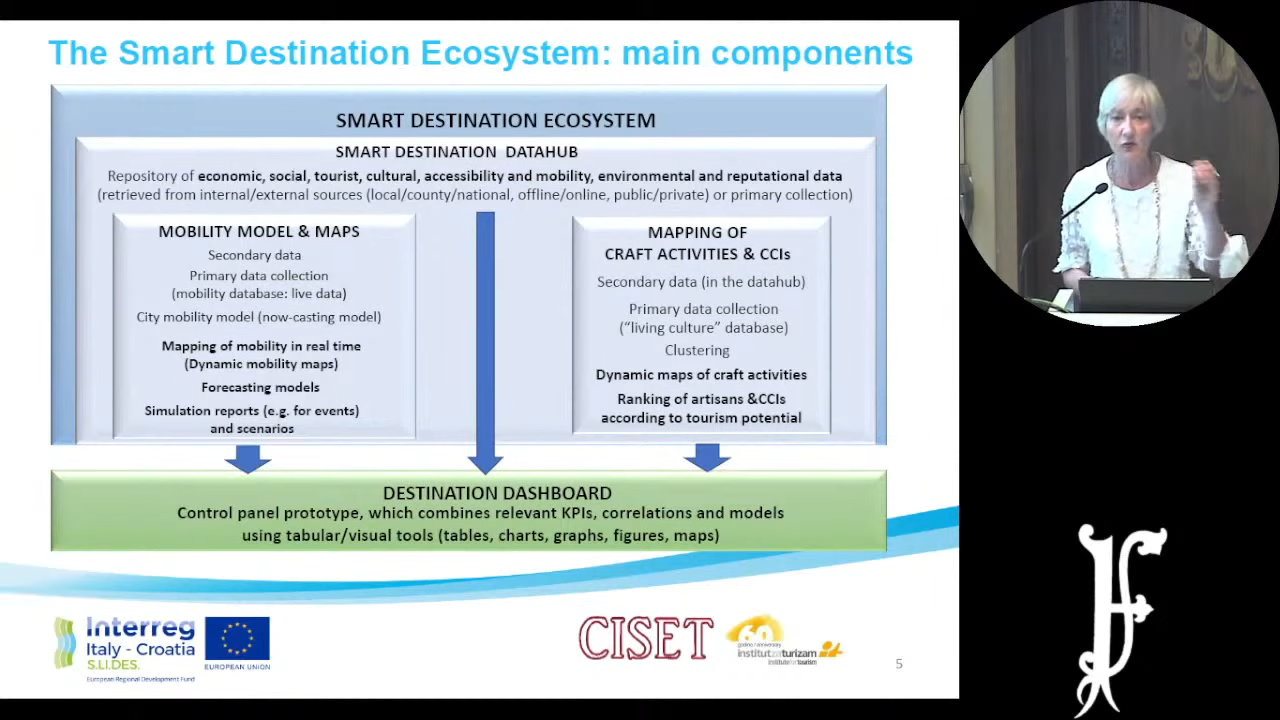 The Smart Destination Ecosystem: main components
SMART DESTINATION ECOSYSTEM
SMART DESTINATION DATAHUB
Repository of economic, social, tourist, cultural, accessibility and mobility, environmental and reputational data
(retrieved from internal/external sources (local/county/national, offline/online, public/private) or primary collection)
MOBILITY MODEL & MAPS
Secondary data
Primary data collection
(mobility database: live data)
City mobility model (now-casting model)
Mapping of mobility in real time
(Dynamic mobility maps)
Forecasting models
Simulation reports (e.g. for events)
and scenarios
MAPPING OF
CRAFT ACTIVITIES & CCIs
Secondary data (in the datahub)
Primary data collection
(“living culture” database)
Clustering
Dynamic maps of craft activities
Ranking of artisans &CCIs
according to tourism potential
DESTINATION DASHBOARD
Control panel prototype, which combines relevant KPIs, correlations and models
using tabular/visual tools (tables, charts, graphs, figures, maps)
Interreg
Italy - Croatia
S.LI.DES.
European Regional Development Fund
EUROPEAN UNION
CISET
60
godina / anniversary
institutzaturizam
institutefortourism
5